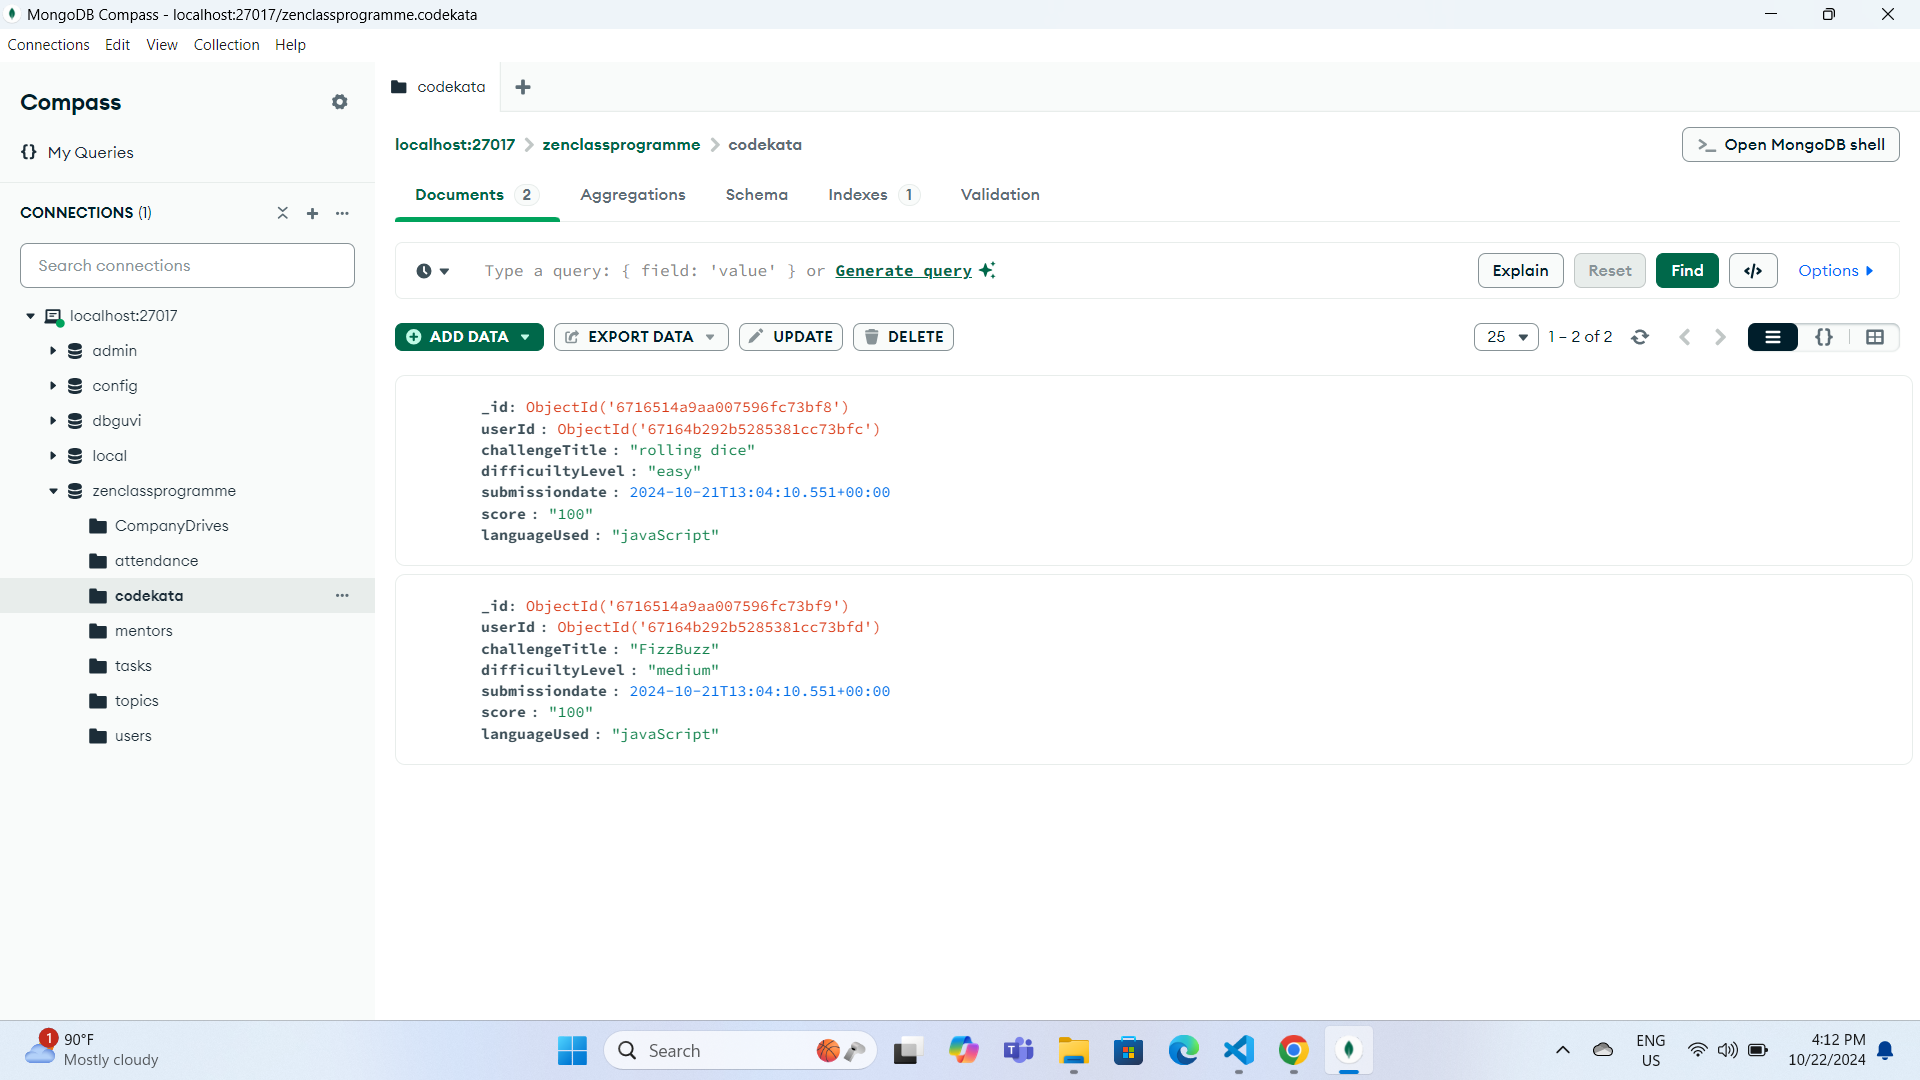 MongoDB Compass - localhost:27017/zenclassprogramme.codekata
Connections Edit View Collection Help
Compass
codekata
My Queries
localhost:27017 zenclassprogramme codekata
>_ Open MongoDB shell
Documents 2 Aggregations Schema Indexes 1 Validation
CONNECTIONS (1)
Search connections
Type a query: { field: 'value' } or Generate query
Explain Reset Find </> Options
localhost:27017
admin
config
dbguvi
local
zenclassprogramme
CompanyDrives
attendance
codekata
mentors
tasks
topics
users
ADD DATA EXPORT DATA UPDATE DELETE
25 1 – 2 of 2 {}
_id: ObjectId('6716514a9aa007596fc73bf8')
userId : ObjectId('67164b292b5285381cc73bfc')
challengeTitle : "rolling dice"
difficuiltyLevel : "easy"
submissiondate : 2024-10-21T13:04:10.551+00:00
score : "100"
languageUsed : "javaScript"
_id: ObjectId('6716514a9aa007596fc73bf9')
userId : ObjectId('67164b292b5285381cc73bfd')
challengeTitle : "FizzBuzz"
difficuiltyLevel : "medium"
submissiondate : 2024-10-21T13:04:10.551+00:00
score : "100"
languageUsed : "javaScript"
1
90°F
Mostly cloudy
Search
ENG
US
4:12 PM
10/22/2024